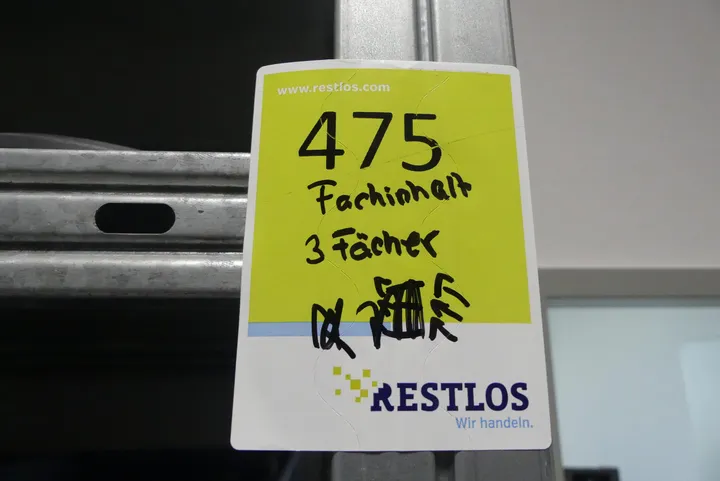 www.restlos.com
475
Fachinhalt
3 Fächer
RESTLOS
Wir handeln.